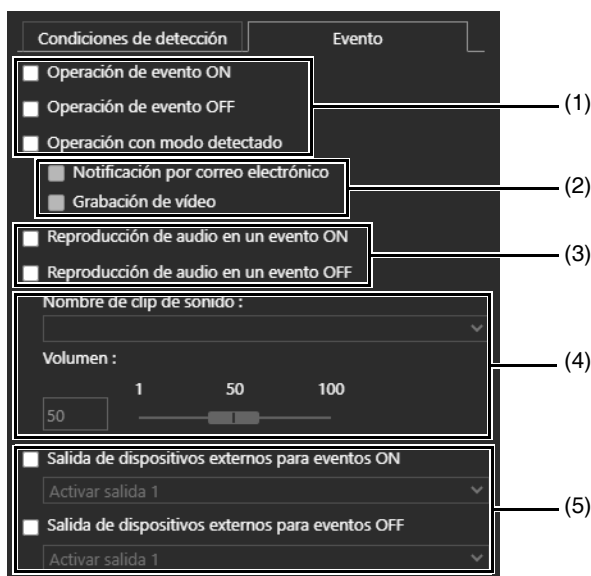 Condiciones de detección
Evento
Operación de evento ON
Operación de evento OFF
(1)
Operación con modo detectado
Notificación por correo electrónico
(2)
Grabación de vídeo
Reproducción de audio en un evento ON
(3)
Reproducción de audio en un evento OFF
Nombre de clip de sonido :
(4)
Volumen :
1 50 100
50
Salida de dispositivos externos para eventos ON
Activar salida 1
(5)
Salida de dispositivos externos para eventos OFF
Activar salida 1